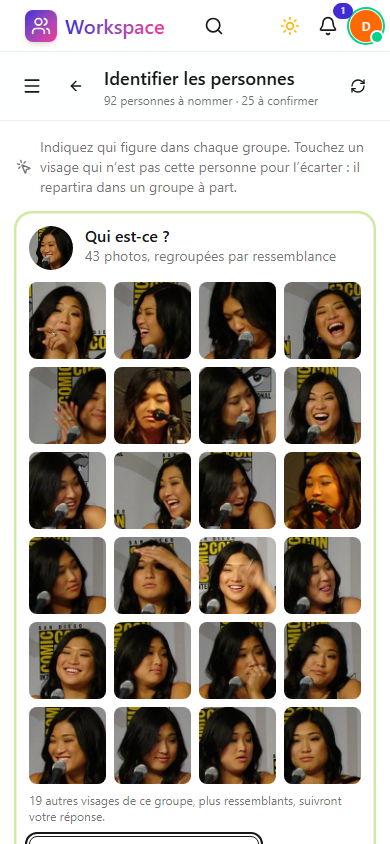 Workspace
1
D
Identifier les personnes
92 personnes à nommer · 25 à confirmer
Indiquez qui figure dans chaque groupe. Touchez un
visage qui n’est pas cette personne pour l’écarter : il
repartira dans un groupe à part.
Qui est-ce ?
43 photos, regroupées par ressemblance
19 autres visages de ce groupe, plus ressemblants, suivront
votre réponse.